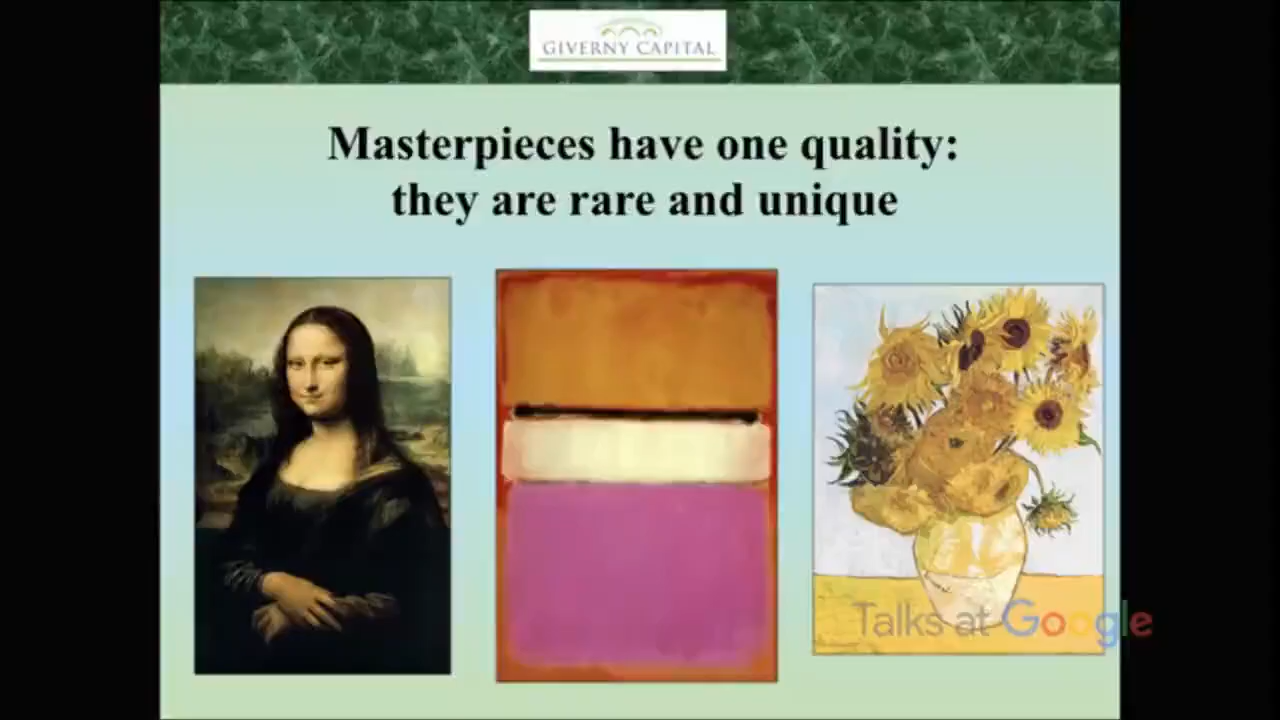 GIVERNY CAPITAL
Masterpieces have one quality:
they are rare and unique
Talks at Google